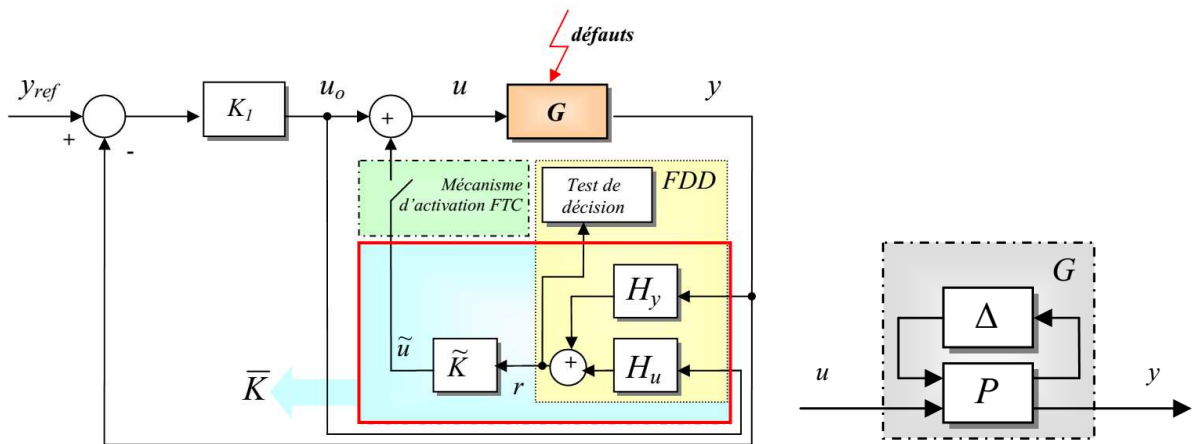 défauts
y_ref
+
-
K_1
u_o
+
u
G
y
Mécanisme
d'activation FTC
Test de
décision
FDD
H_y
+
H_u
ũ
K̃
r
K̄
G
Δ
P
u
y